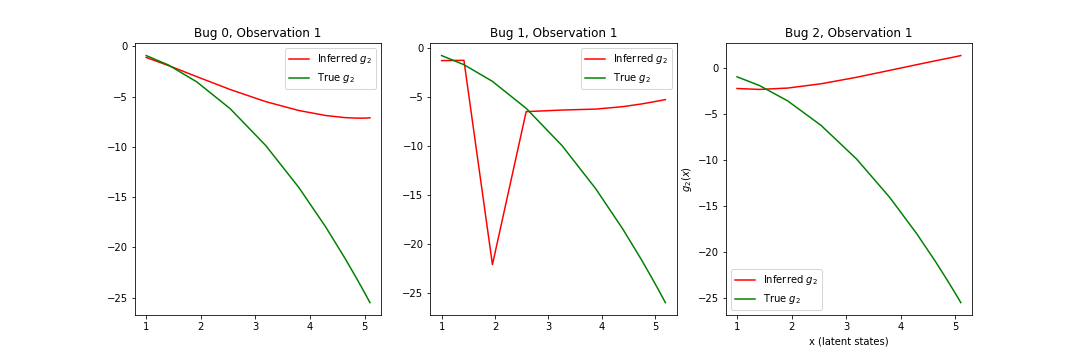 Bug 0, Observation 1
Inferred g₂
True g₂
0
−5
−10
−15
−20
−25
1 2 3 4 5
Bug 1, Observation 1
Inferred g₂
True g₂
0
−5
−10
−15
−20
−25
1 2 3 4 5
Bug 2, Observation 1
g₂(x)
0
−5
−10
−15
−20
−25
Inferred g₂
True g₂
1 2 3 4 5
x (latent states)